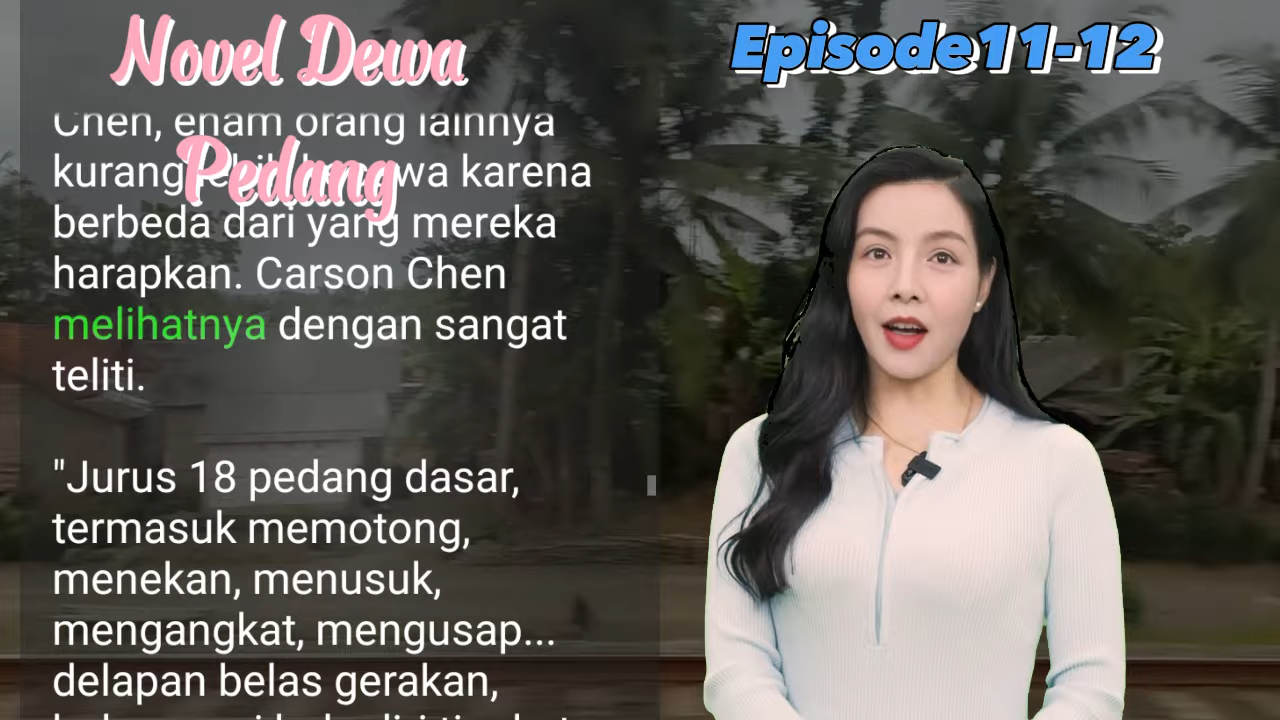 Novel Dewa
Pedang
Episode11-12
Chen, enam orang lainnya
kurang wa karena
berbeda dari yang mereka
harapkan. Carson Chen
melihatnya dengan sangat
teliti.
"Jurus 18 pedang dasar,
termasuk memotong,
menekan, menusuk,
mengangkat, mengusap...
delapan belas gerakan,